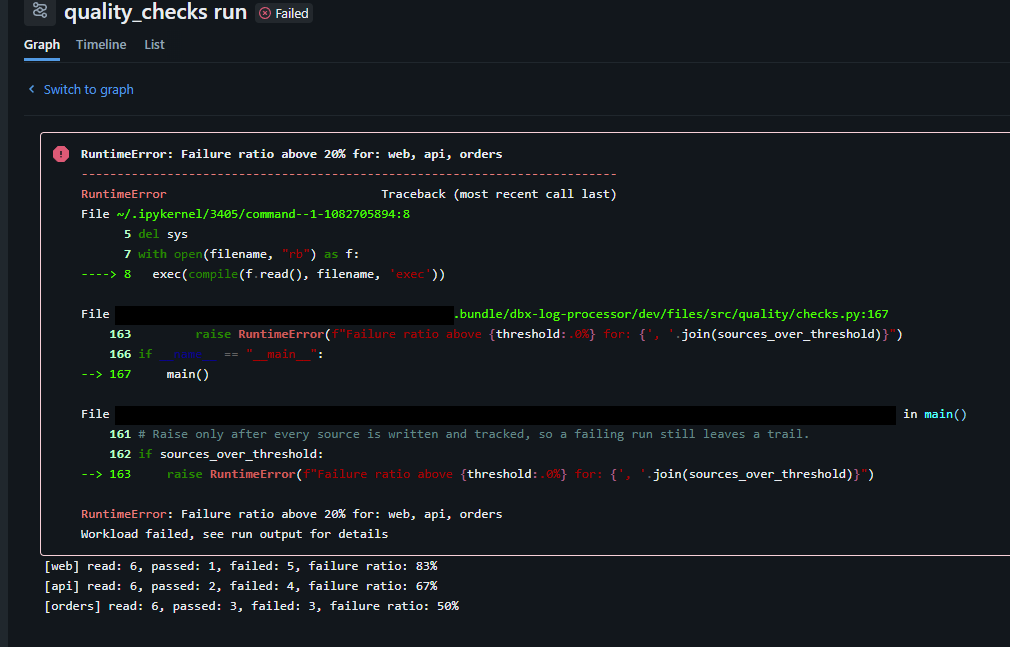 quality_checks run Failed
Graph Timeline List
Switch to graph
RuntimeError: Failure ratio above 20% for: web, api, orders
---------------------------------------------------------------------------
RuntimeError Traceback (most recent call last)
File ~/.ipykernel/3405/command--1-1082705894:8
5 del sys
7 with open(filename, "rb") as f:
----> 8 exec(compile(f.read(), filename, 'exec'))
File .bundle/dbx-log-processor/dev/files/src/quality/checks.py:167
163 raise RuntimeError(f"Failure ratio above {threshold:.0%} for: {', '.join(sources_over_threshold)}")
166 if __name__ == "__main__":
--> 167 main()
File in main()
161 # Raise only after every source is written and tracked, so a failing run still leaves a trail.
162 if sources_over_threshold:
--> 163 raise RuntimeError(f"Failure ratio above {threshold:.0%} for: {', '.join(sources_over_threshold)}")
RuntimeError: Failure ratio above 20% for: web, api, orders
Workload failed, see run output for details
[web] read: 6, passed: 1, failed: 5, failure ratio: 83%
[api] read: 6, passed: 2, failed: 4, failure ratio: 67%
[orders] read: 6, passed: 3, failed: 3, failure ratio: 50%